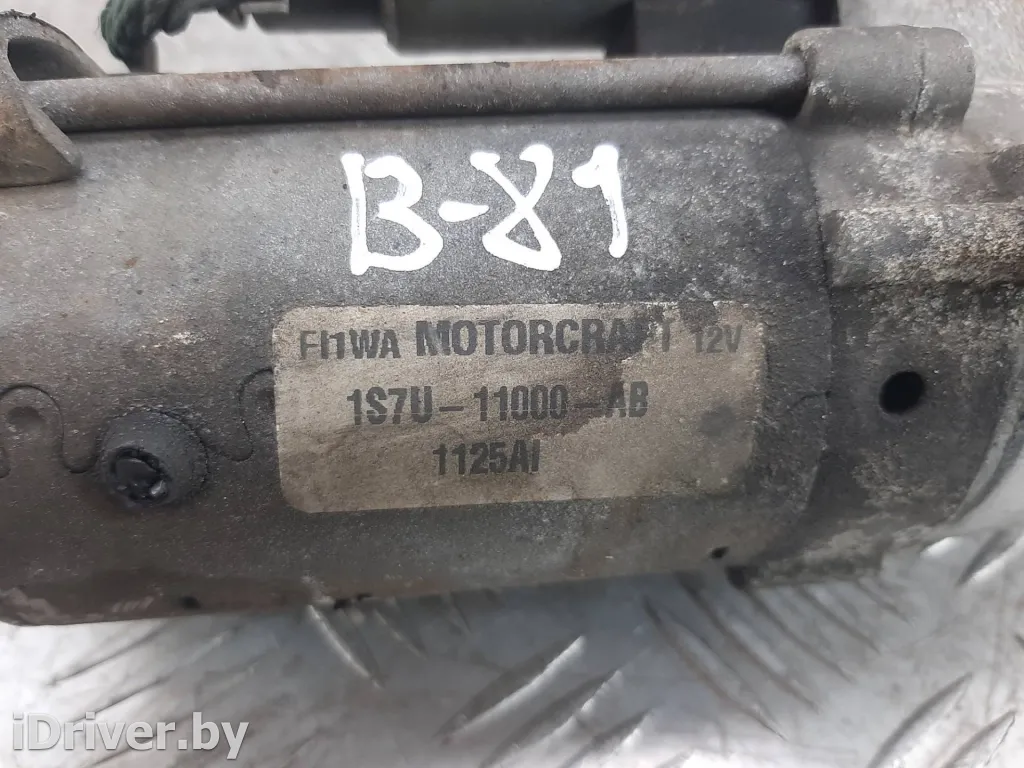 B-81
FI1WA MOTORCRAFT 12V
1S7U-11000-AB
1125AI
iDriver.by